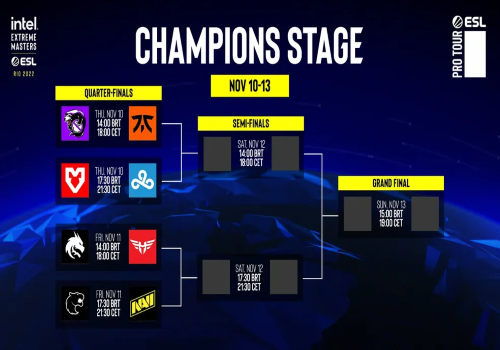 intel
EXTREME
MASTERS
ESL
RIO 2022
CHAMPIONS STAGE
NOV 10-13
PRO TOUR
ESL
QUARTER-FINALS
THU, NOV 10
14:00 BRT
18:00 CET
THU, NOV 10
17:30 BRT
21:30 CET
FRI, NOV 11
14:00 BRT
18:00 CET
FRI, NOV 11
17:30 BRT
21:30 CET
NAVI
SEMI-FINALS
SAT, NOV 12
14:00 BRT
18:00 CET
SAT, NOV 12
17:30 BRT
21:30 CET
GRAND FINAL
SUN, NOV 13
15:00 BRT
19:00 CET